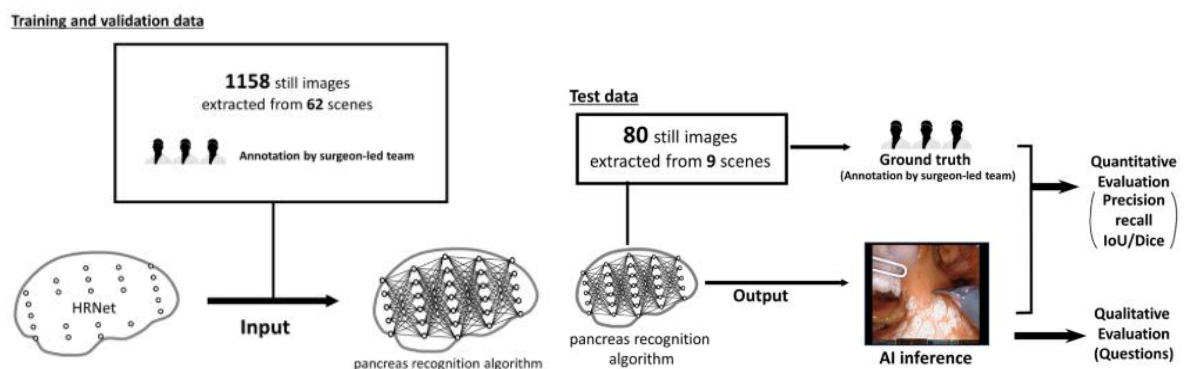 Training and validation data
1158 still images
extracted from 62 scenes
Annotation by surgeon-led team
HRNet
Input
pancreas recognition algorithm
Test data
80 still images
extracted from 9 scenes
Ground truth
(Annotation by surgeon-led team)
pancreas recognition
algorithm
Output
AI inference
Quantitative
Evaluation
(Precision
recall
IoU/Dice)
Qualitative
Evaluation
(Questions)